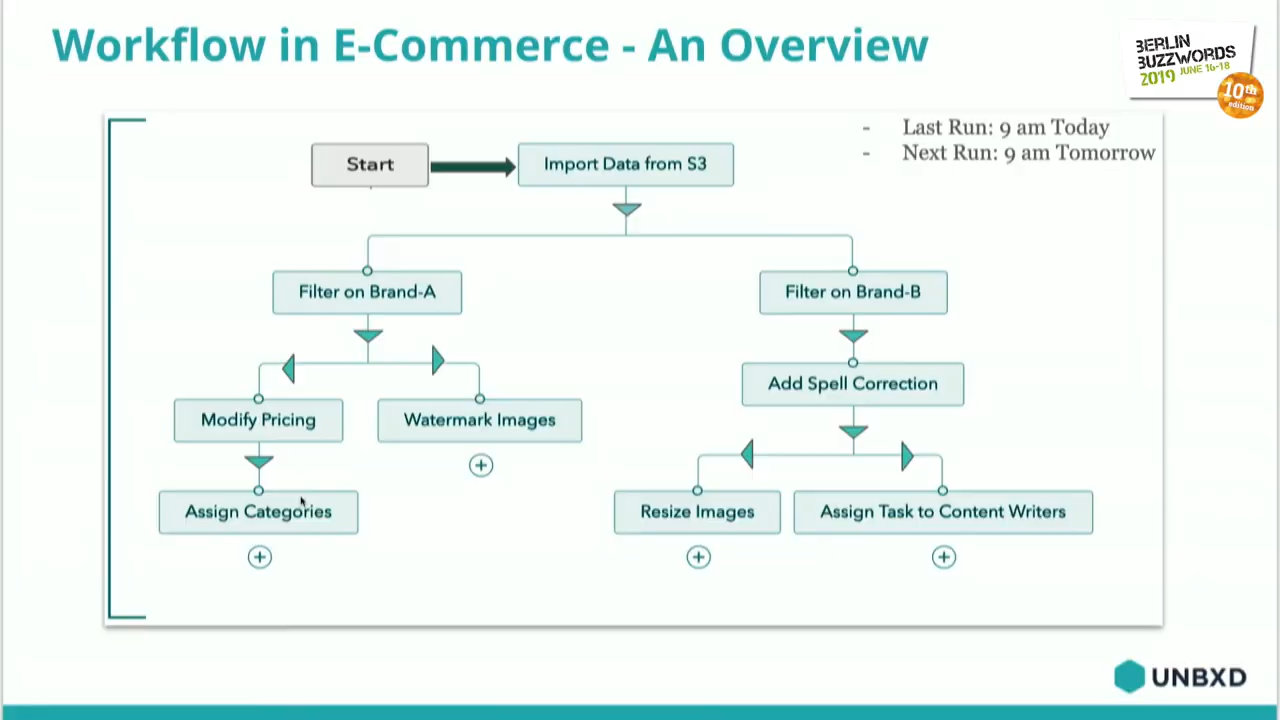 Workflow in E-Commerce - An Overview
BERLIN
BUZZWORDS
2019 JUNE 16-18
10th
edition
- Last Run: 9 am Today
- Next Run: 9 am Tomorrow
Start
Import Data from S3
Filter on Brand-A
Filter on Brand-B
Add Spell Correction
Modify Pricing
Watermark Images
Assign Categories
Resize Images
Assign Task to Content Writers
UNBXD